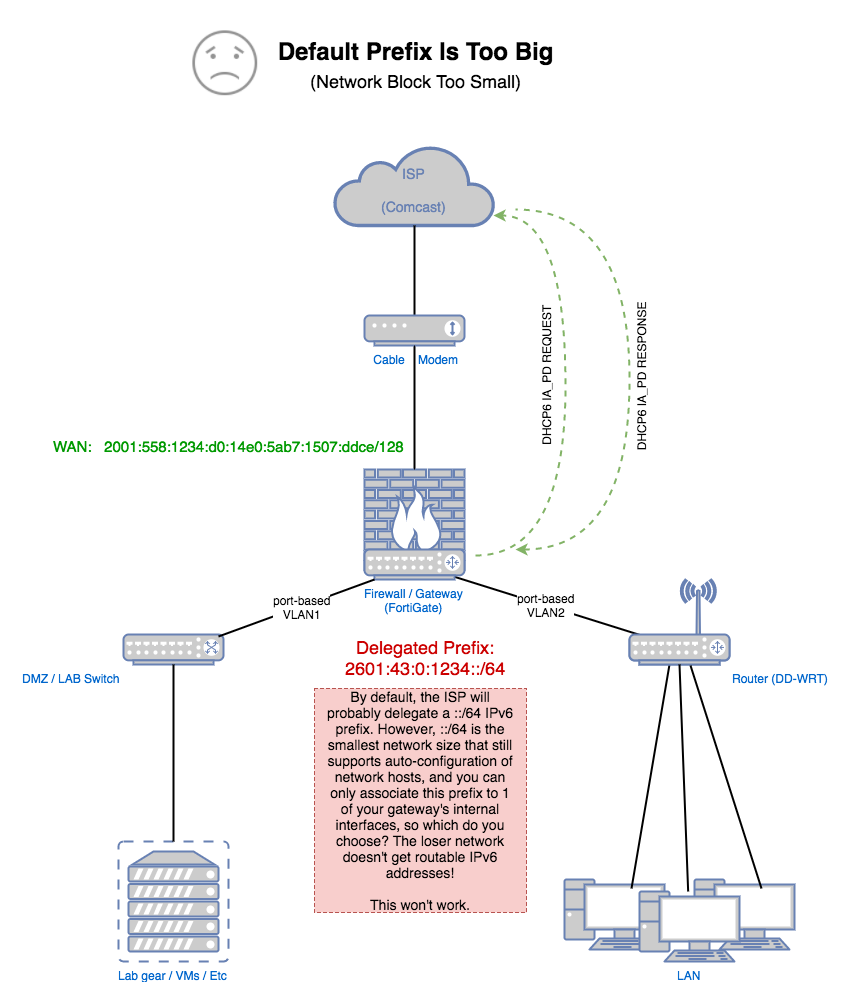 Default Prefix Is Too Big
(Network Block Too Small)
ISP
(Comcast)
DHCP6 IA_PD REQUEST
DHCP6 IA_PD RESPONSE
Cable Modem
WAN: 2001:558:1234:d0:14e0:5ab7:1507:ddce/128
Firewall / Gateway
(FortiGate)
port-based
VLAN1
port-based
VLAN2
DMZ / LAB Switch
Router (DD-WRT)
Delegated Prefix:
2601:43:0:1234::/64
By default, the ISP will
probably delegate a ::/64 IPv6
prefix. However, ::/64 is the
smallest network size that still
supports auto-configuration of
network hosts, and you can
only associate this prefix to 1
of your gateway's internal
interfaces, so which do you
choose? The loser network
doesn't get routable IPv6
addresses!
This won't work.
Lab gear / VMs / Etc
LAN